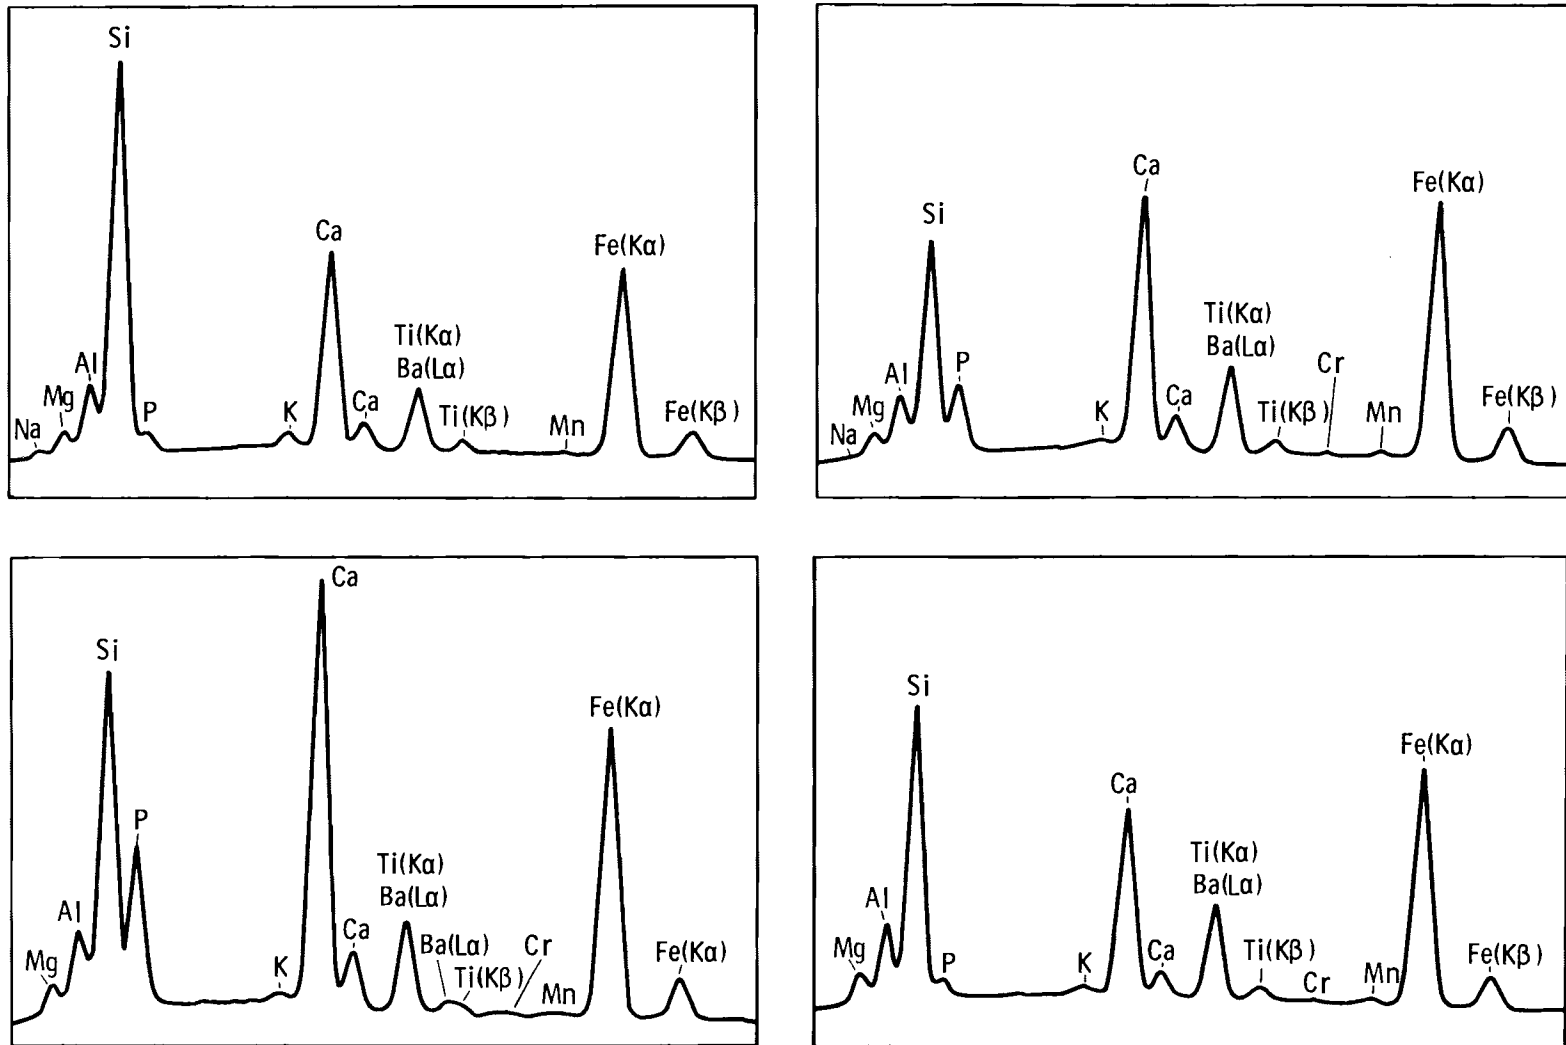 Si
Ca
Fe(Kα)
Ti(Kα)
Ba(Lα)
Al
Mg
Na
P
K
Ca
Ti(Kβ)
Mn
Fe(Kβ)
Ca
Fe(Kα)
Si
Ti(Kα)
Ba(Lα)
Cr
P
Al
Mg
Na
K
Ca
Ti(Kβ)
Mn
Fe(Kβ)
Ca
Si
Fe(Kα)
P
Ti(Kα)
Ba(Lα)
Al
Mg
K
Ca
Ba(Lα)
Ti(Kβ)
Cr
Mn
Fe(Kα)
Si
Fe(Kα)
Ca
Ti(Kα)
Ba(Lα)
Al
Mg
P
K
Ca
Ti(Kβ)
Cr
Mn
Fe(Kβ)